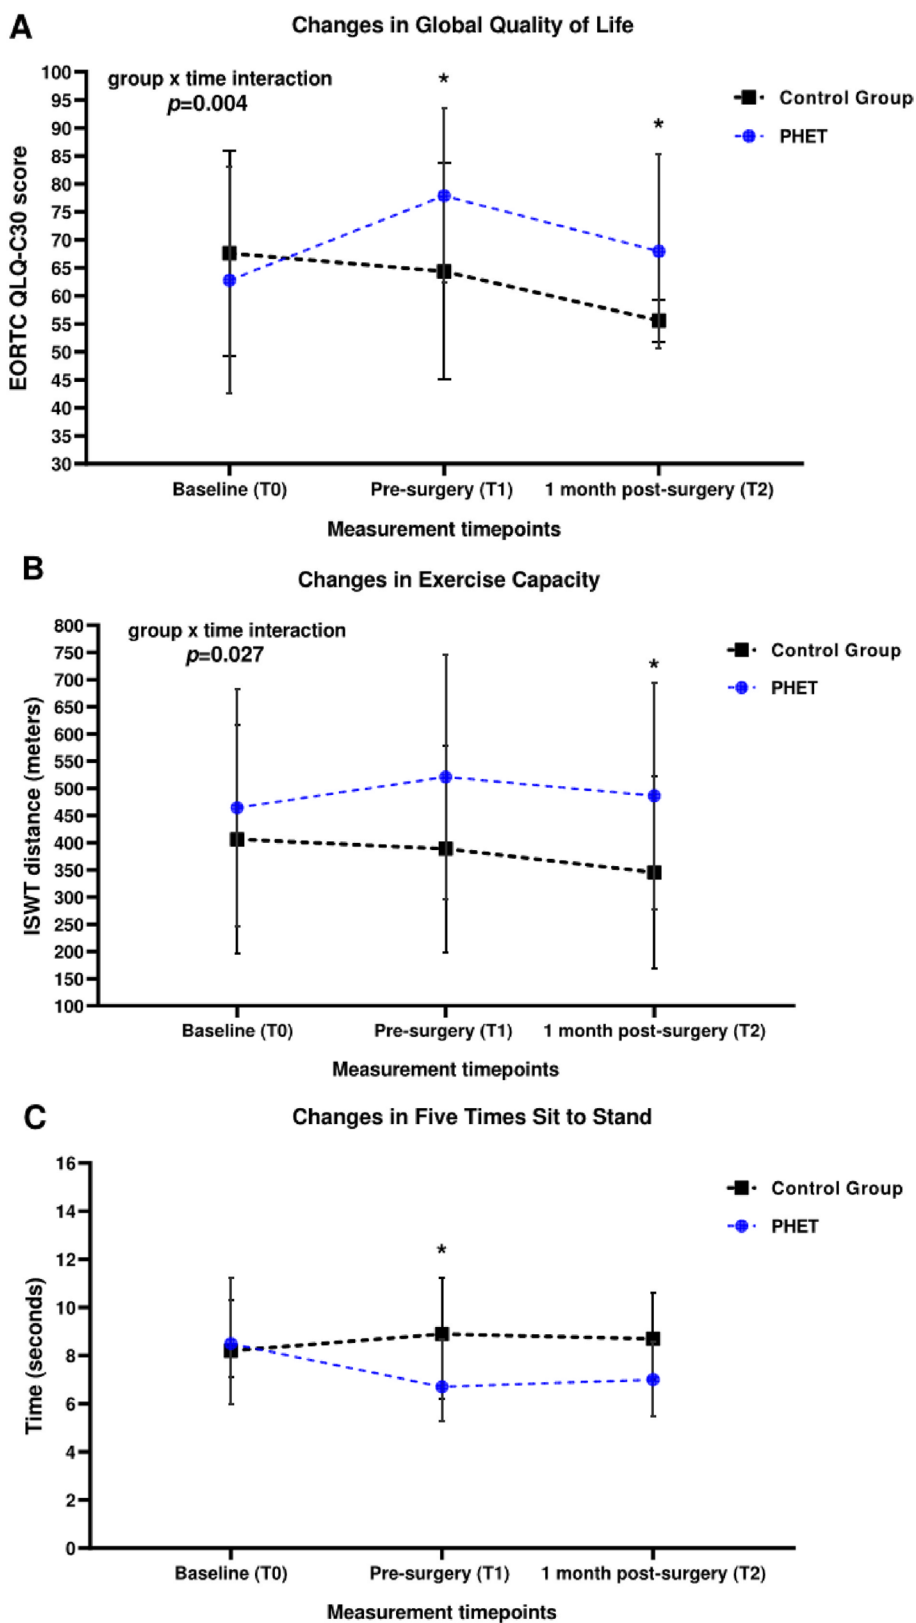 A
Changes in Global Quality of Life
group x time interaction
p=0.004
*
*
Control Group
PHET
EORTC QLQ-C30 score
100
95
90
85
80
75
70
65
60
55
50
45
40
35
30
Baseline (T0)
Pre-surgery (T1)
1 month post-surgery (T2)
Measurement timepoints
B
Changes in Exercise Capacity
group x time interaction
p=0.027
*
Control Group
PHET
ISWT distance (meters)
800
750
700
650
600
550
500
450
400
350
300
250
200
150
100
Baseline (T0)
Pre-surgery (T1)
1 month post-surgery (T2)
Measurement timepoints
C
Changes in Five Times Sit to Stand
*
Control Group
PHET
Time (seconds)
16
14
12
10
8
6
4
2
0
Baseline (T0)
Pre-surgery (T1)
1 month post-surgery (T2)
Measurement timepoints